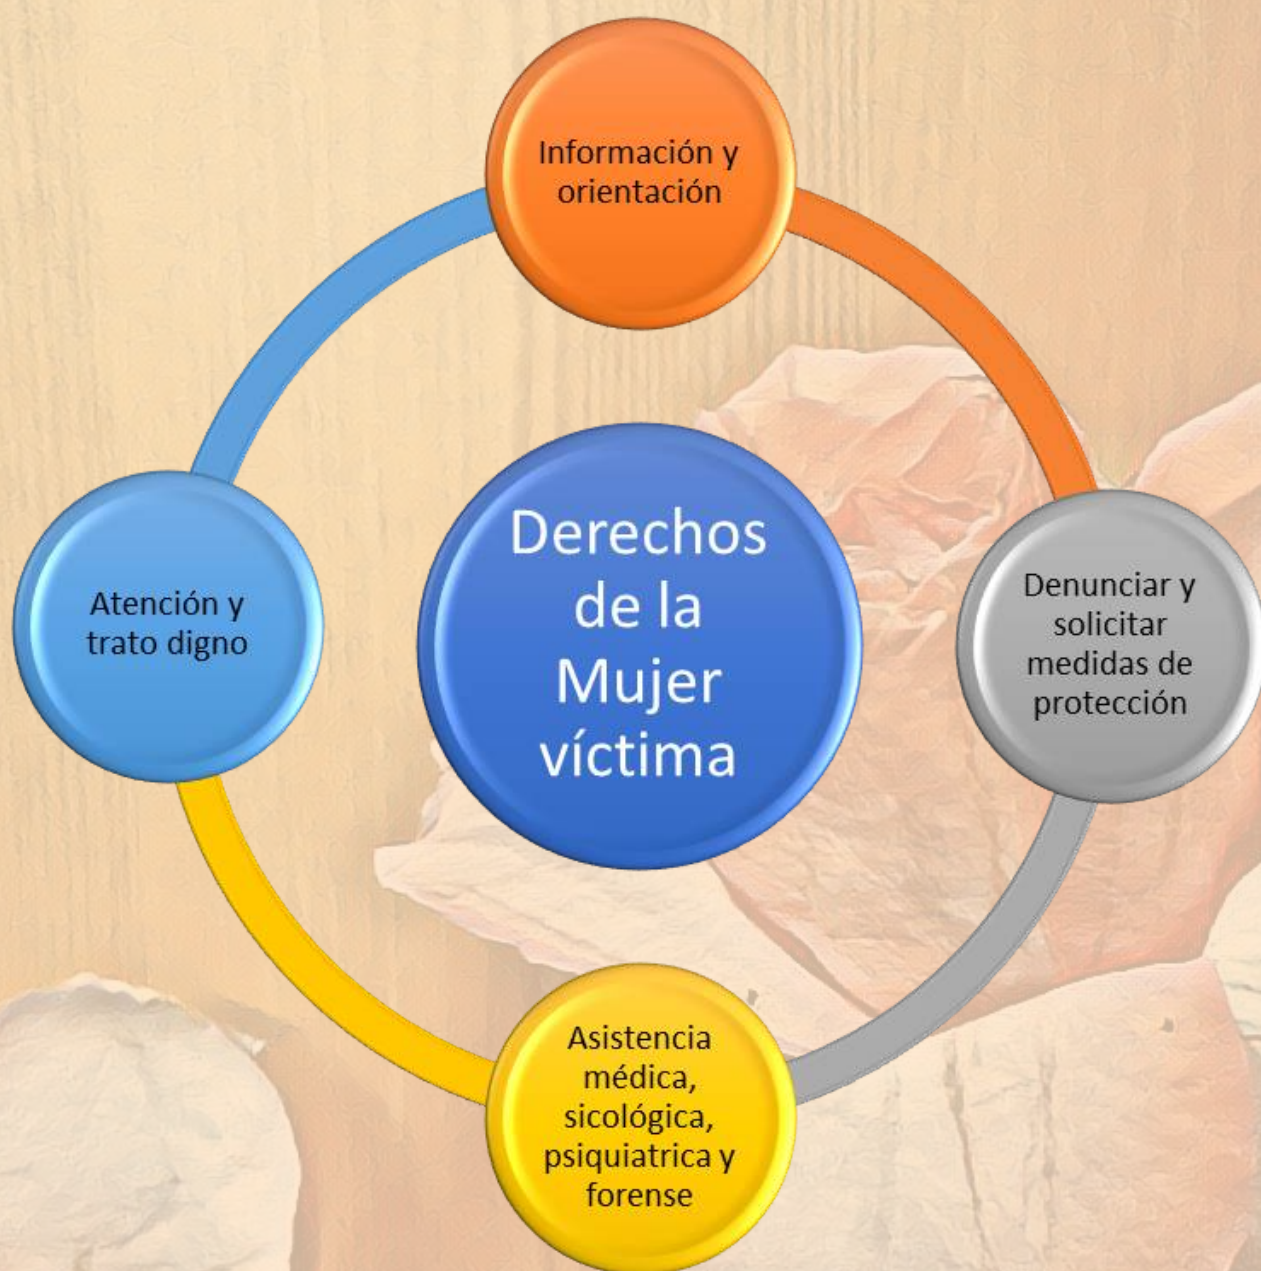 Información y
orientación
Derechos
de la
Mujer
víctima
Denunciar y
solicitar
medidas de
protección
Asistencia
médica,
sicológica,
psiquiatrica y
forense
Atención y
trato digno